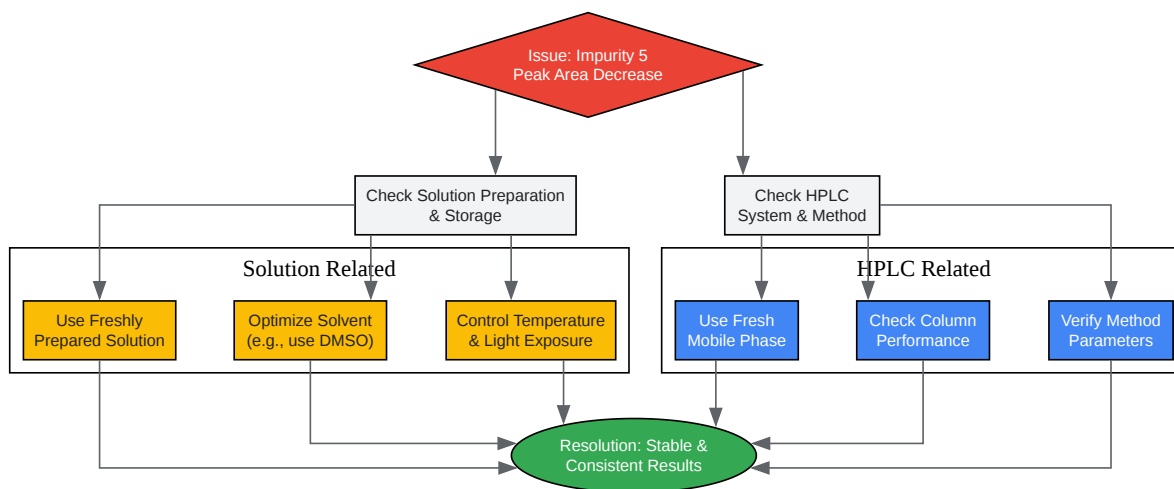 Issue: Impurity 5
Peak Area Decrease
Check Solution Preparation
& Storage
Check HPLC
System & Method
Solution Related
HPLC Related
Use Freshly
Prepared Solution
Optimize Solvent
(e.g., use DMSO)
Control Temperature
& Light Exposure
Use Fresh
Mobile Phase
Check Column
Performance
Verify Method
Parameters
Resolution: Stable &
Consistent Results